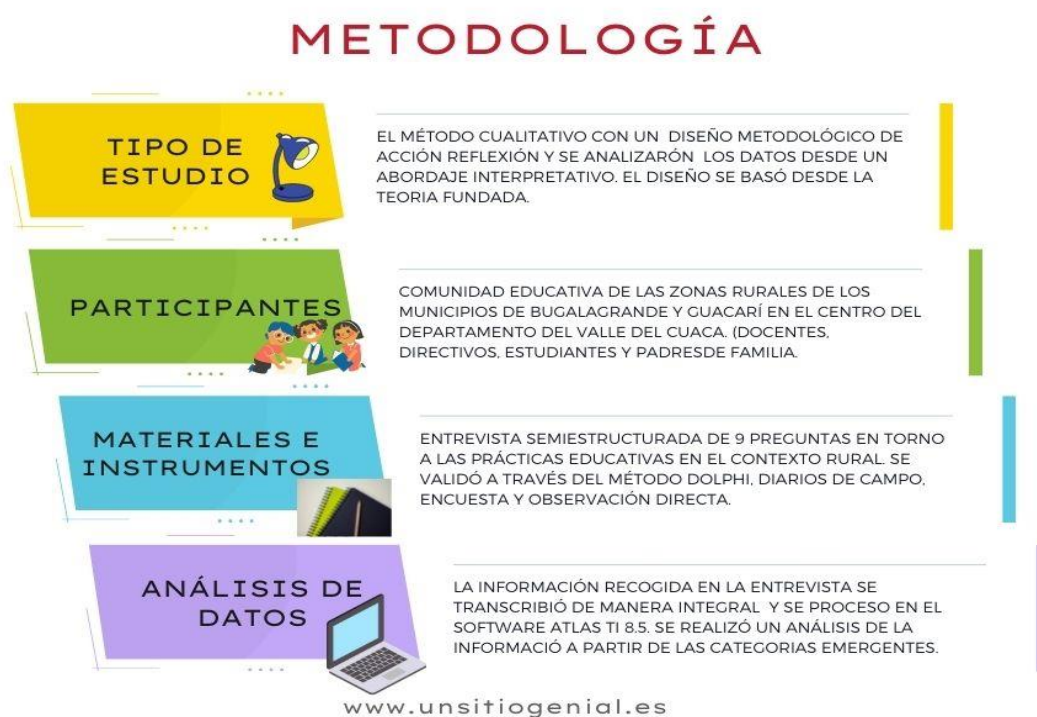 METODOLOGÍA
TIPO DE
ESTUDIO
EL MÉTODO CUALITATIVO CON UN DISEÑO METODOLÓGICO DE
ACCIÓN REFLEXIÓN Y SE ANALIZARÓN LOS DATOS DESDE UN
ABORDAJE INTERPRETATIVO. EL DISEÑO SE BASÓ DESDE LA
TEORIA FUNDADA.
PARTICIPANTES
COMUNIDAD EDUCATIVA DE LAS ZONAS RURALES DE LOS
MUNICIPIOS DE BUGALAGRANDE Y GUACARÍ EN EL CENTRO DEL
DEPARTAMENTO DEL VALLE DEL CUACA. (DOCENTES,
DIRECTIVOS, ESTUDIANTES Y PADRESDE FAMILIA.
MATERIALES E
INSTRUMENTOS
ENTREVISTA SEMIESTRUCTURADA DE 9 PREGUNTAS EN TORNO
A LAS PRÁCTICAS EDUCATIVAS EN EL CONTEXTO RURAL. SE
VALIDÓ A TRAVÉS DEL MÉTODO DOLPHI, DIARIOS DE CAMPO,
ENCUESTA Y OBSERVACIÓN DIRECTA.
ANÁLISIS DE
DATOS
LA INFORMACIÓN RECOGIDA EN LA ENTREVISTA SE
TRANSCRIBIÓ DE MANERA INTEGRAL Y SE PROCESO EN EL
SOFTWARE ATLAS TI 8.5. SE REALIZÓ UN ANÁLISIS DE LA
INFORMACIÓ A PARTIR DE LAS CATEGORIAS EMERGENTES.
www.unsitiogenial.es